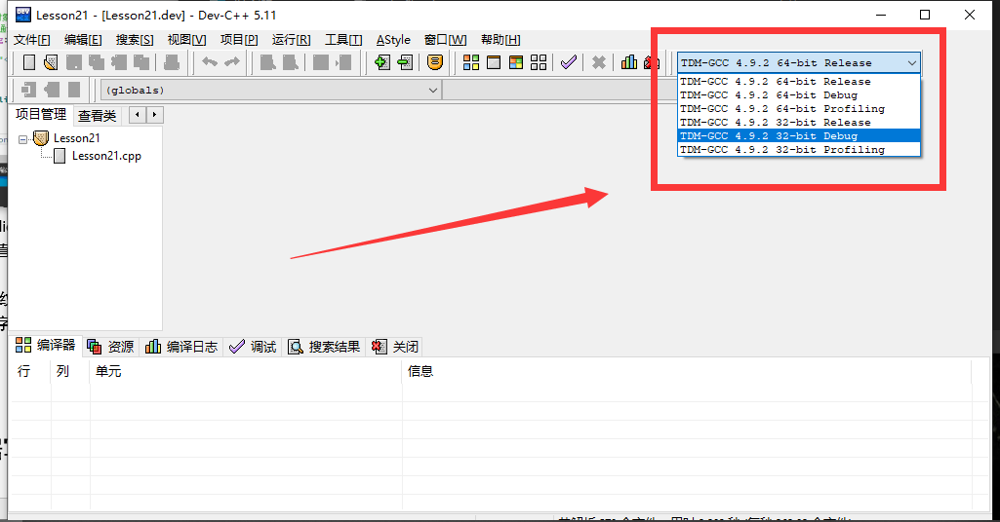 Lesson21 - [Lesson21.dev] - Dev-C++ 5.11
文件[F] 编辑[E] 搜索[S] 视图[V] 项目[P] 运行[R] 工具[T] AStyle 窗口[W] 帮助[H]
TDM-GCC 4.9.2 64-bit Release
(globals)
TDM-GCC 4.9.2 64-bit Release
TDM-GCC 4.9.2 64-bit Debug
TDM-GCC 4.9.2 64-bit Profiling
TDM-GCC 4.9.2 32-bit Release
TDM-GCC 4.9.2 32-bit Debug
TDM-GCC 4.9.2 32-bit Profiling
项目管理 查看类
Lesson21
Lesson21.cpp
编译器 资源 编译日志 调试 搜索结果 关闭
行 列 单元 信息